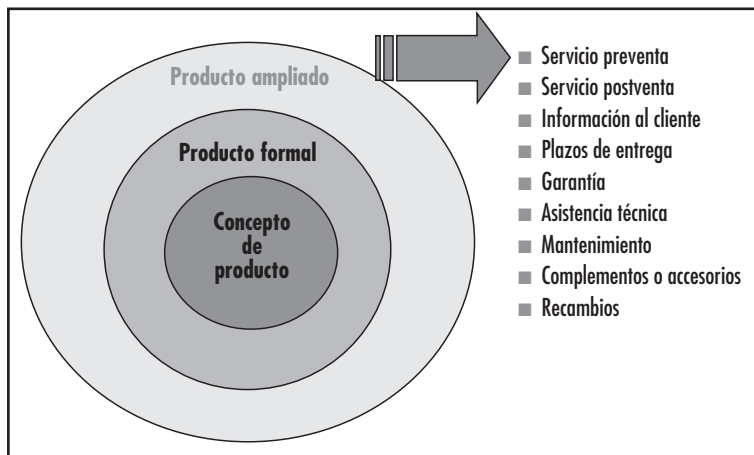 Producto ampliado
Producto formal
Concepto
de
producto
■ Servicio preventa
■ Servicio postventa
■ Información al cliente
■ Plazos de entrega
■ Garantía
■ Asistencia técnica
■ Mantenimiento
■ Complementos o accesorios
■ Recambios